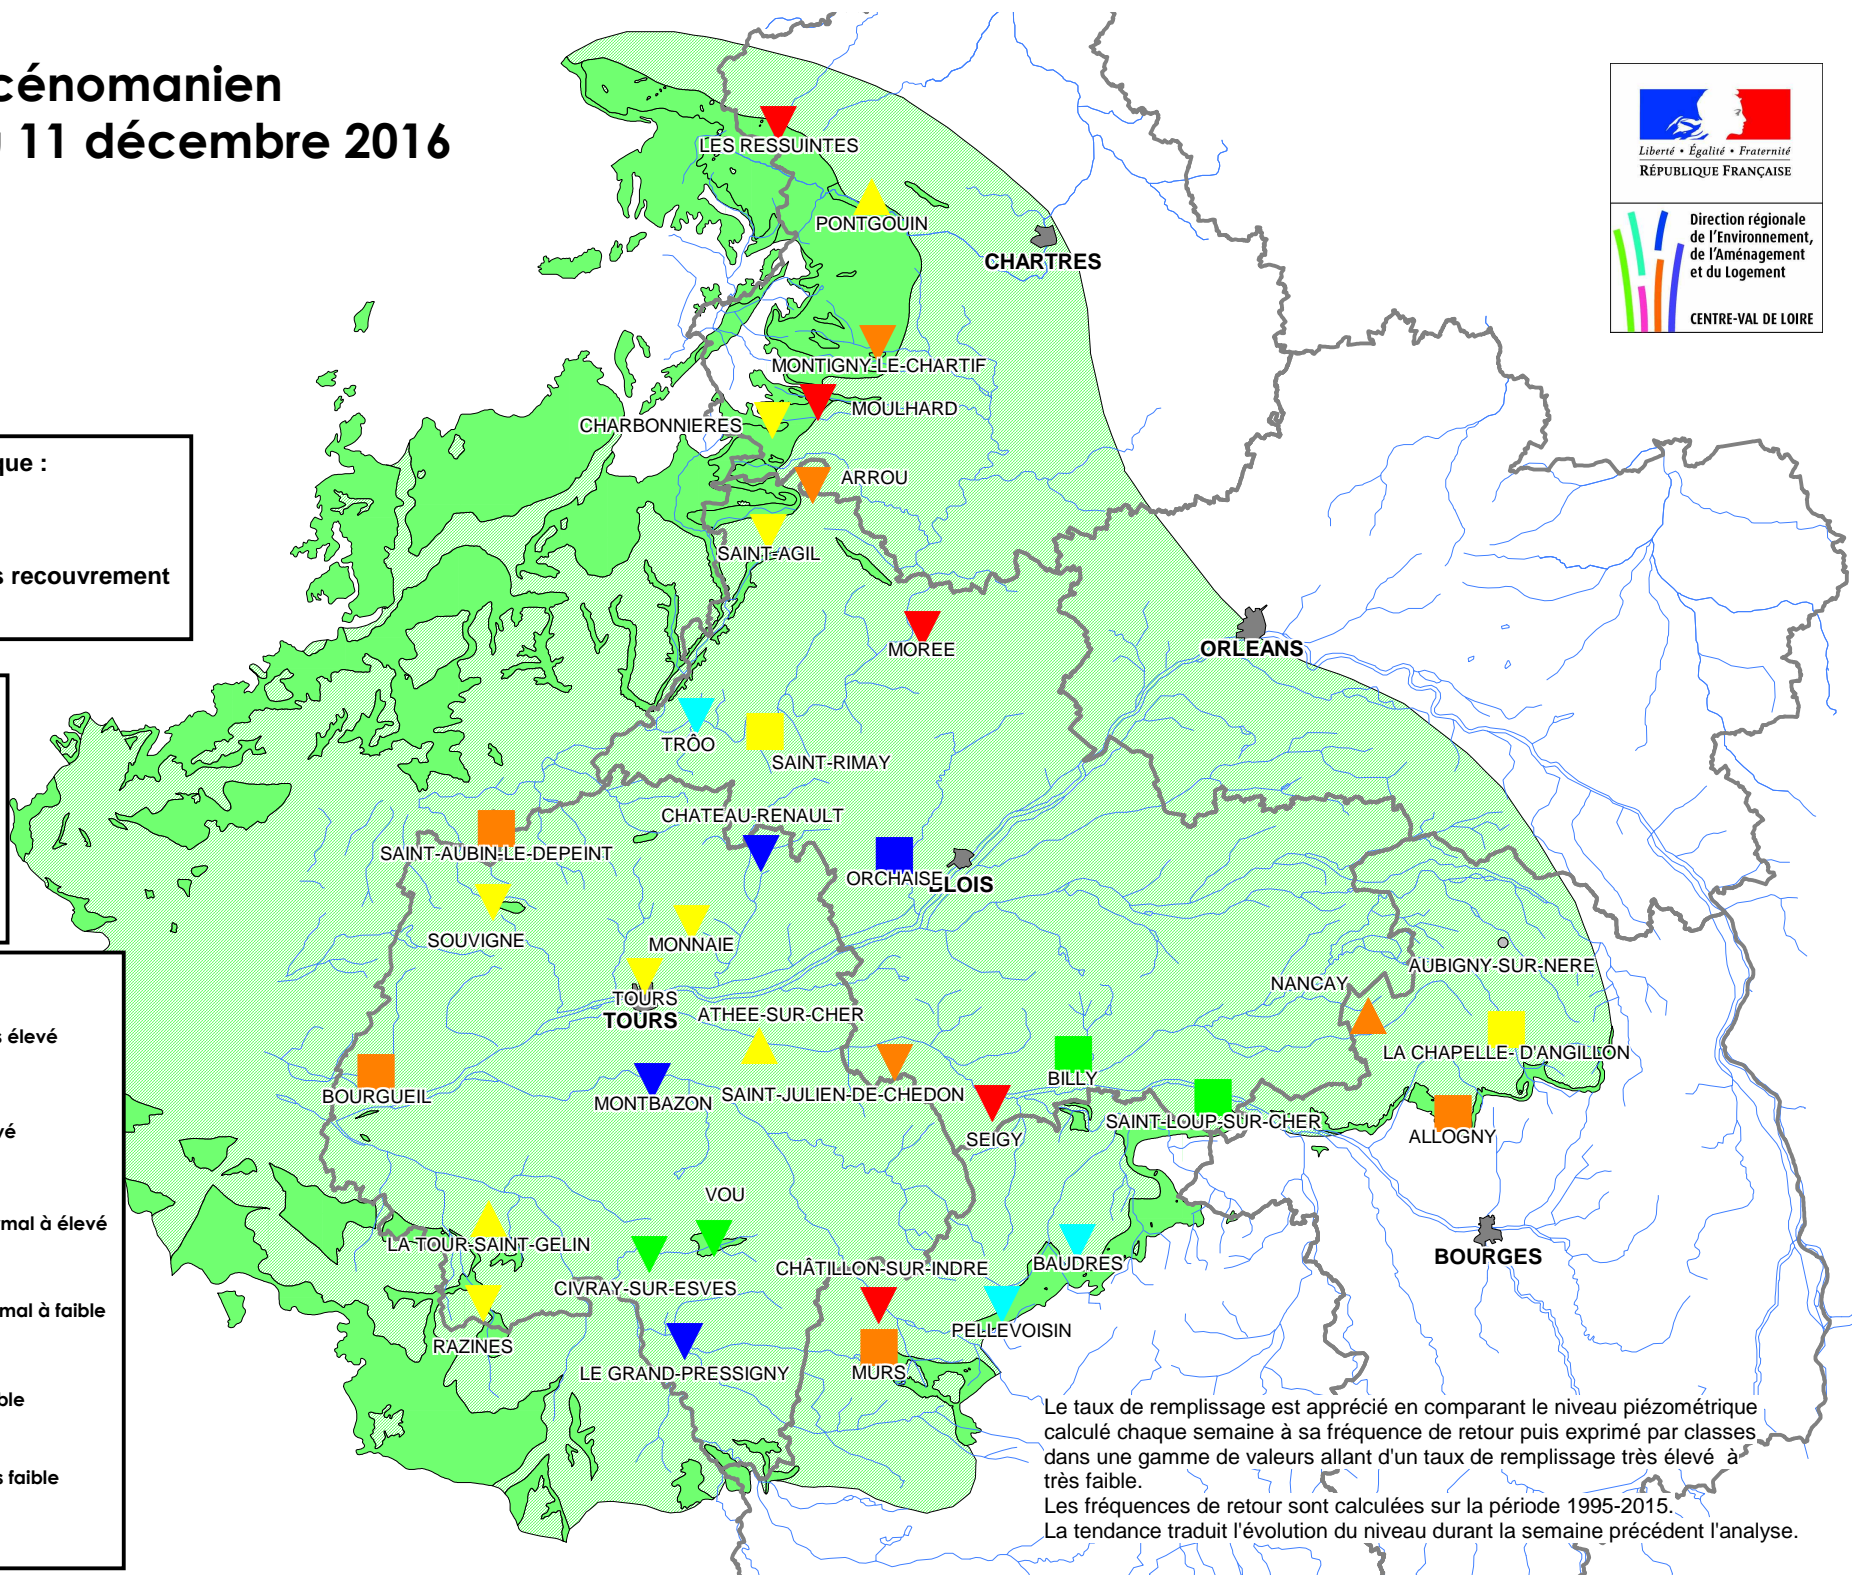 cénomanien
11 décembre 2016
Liberté • Égalité • Fraternité
RÉPUBLIQUE FRANÇAISE
Direction régionale
de l'Environnement,
de l'Aménagement
et du Logement
CENTRE-VAL DE LOIRE
LES RESSUINTES
PONTGOUIN
CHARTRES
MONTIGNY-LE-CHARTIF
MOULHARD
CHARBONNIERES
que :
ARROU
SAINT-AGIL
s recouvrement
MOREE
ORLEANS
TRÔO
SAINT-RIMAY
CHATEAU-RENAULT
SAINT-AUBIN-LE-DEPEINT
ORCHAISE
BLOIS
SOUVIGNE
MONNAIE
AUBIGNY-SUR-NERE
NANCAY
TOURS
TOURS
ATHEE-SUR-CHER
s élevé
LA CHAPELLE- D'ANGILLON
BILLY
BOURGUEIL
MONTBAZON
SAINT-JULIEN-DE-CHEDON
SAINT-LOUP-SUR-CHER
SEIGY
ALLOGNY
vé
VOU
rmal à élevé
LA TOUR-SAINT-GELIN
BAUDRES
BOURGES
CHÂTILLON-SUR-INDRE
CIVRAY-SUR-ESVES
mal à faible
PELLEVOISIN
RAZINES
LE GRAND-PRESSIGNY
MURS
ble
s faible
Le taux de remplissage est apprécié en comparant le niveau piézométrique
calculé chaque semaine à sa fréquence de retour puis exprimé par classes
dans une gamme de valeurs allant d'un taux de remplissage très élevé à
très faible.
Les fréquences de retour sont calculées sur la période 1995-2015.
La tendance traduit l'évolution du niveau durant la semaine précédent l'analyse.